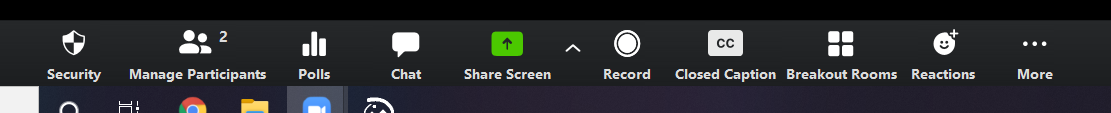 2
CC
Security Manage Participants Polls Chat Share Screen Record Closed Caption Breakout Rooms Reactions More